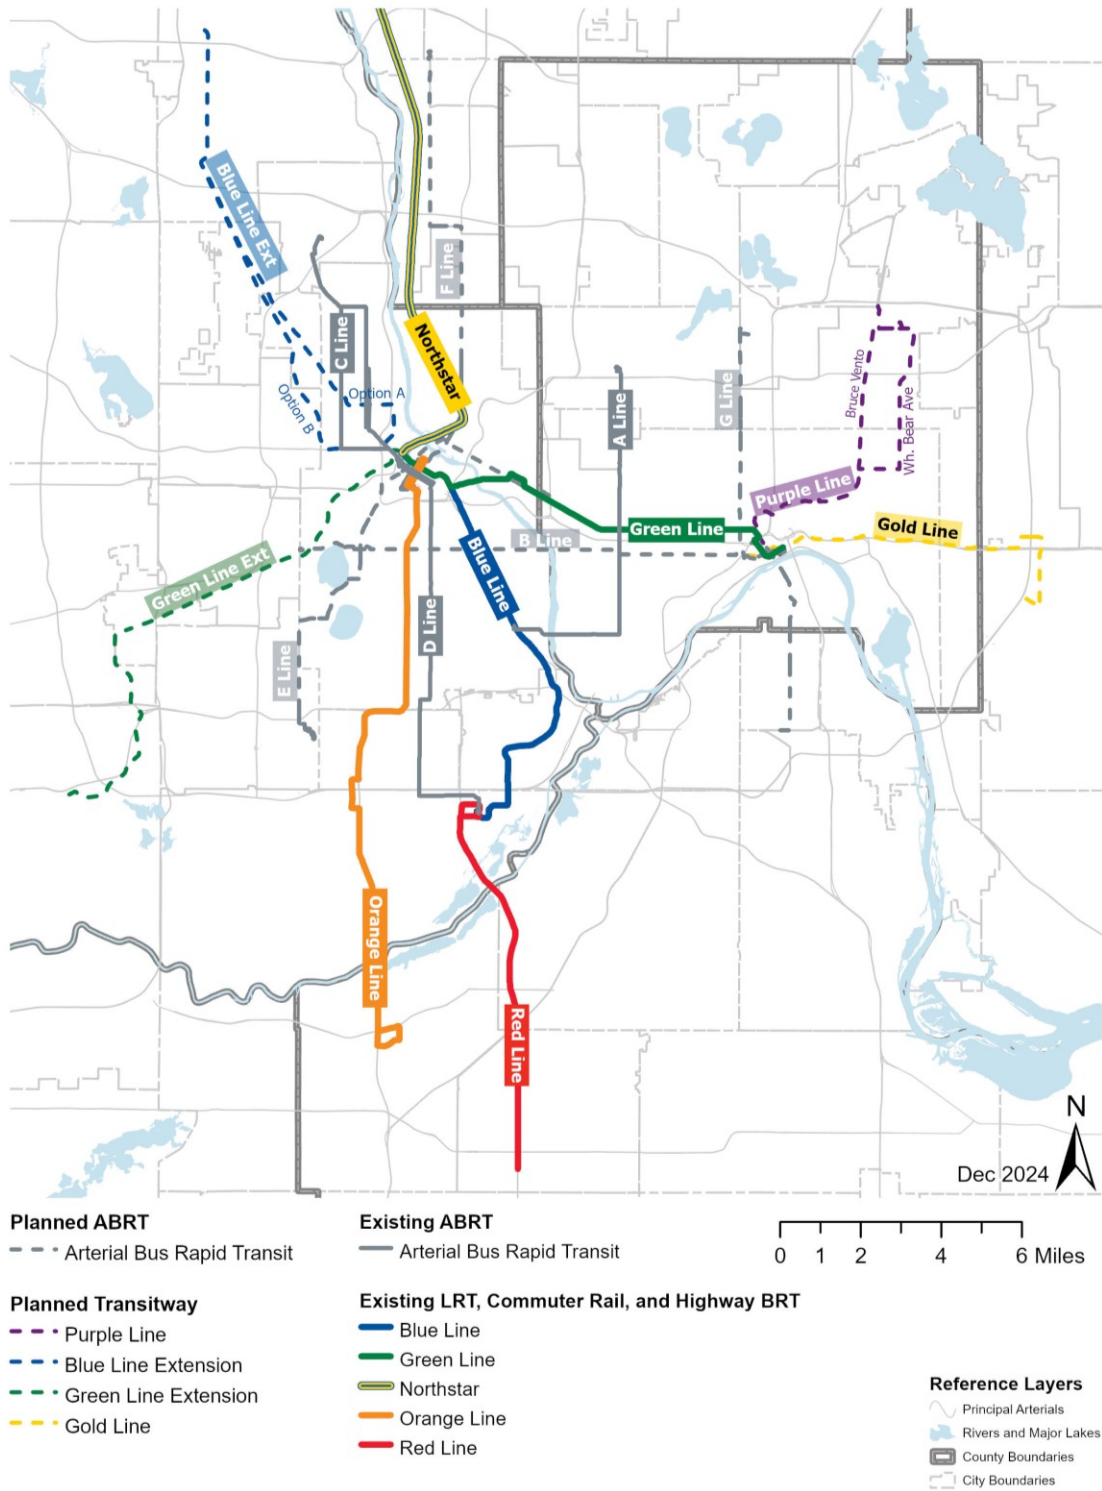 Blue Line Ext
F Line
C Line
Northstar
Option A
Option B
A Line
G Line
Bruce Vento
Wh. Bear Ave
Purple Line
Gold Line
Green Line
B Line
Blue Line
Green Line Ext
D Line
E Line
Orange Line
Red Line
N
Dec 2024
Planned ABRT
Arterial Bus Rapid Transit
Planned Transitway
Purple Line
Blue Line Extension
Green Line Extension
Gold Line
Existing ABRT
Arterial Bus Rapid Transit
Existing LRT, Commuter Rail, and Highway BRT
Blue Line
Green Line
Northstar
Orange Line
Red Line
0 1 2 4 6 Miles
Reference Layers
Principal Arterials
Rivers and Major Lakes
County Boundaries
City Boundaries